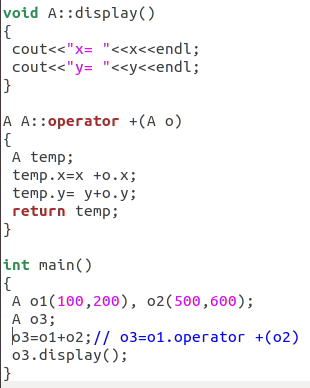 void A::display()
{
 cout<<"x= "<<x<<endl;
 cout<<"y= "<<y<<endl;
}

A A::operator +(A o)
{
 A temp;
 temp.x=x +o.x;
 temp.y= y+o.y;
 return temp;
}

int main()
{
 A o1(100,200), o2(500,600);
 A o3;
 o3=o1+o2;// o3=o1.operator +(o2)
 o3.display();
}